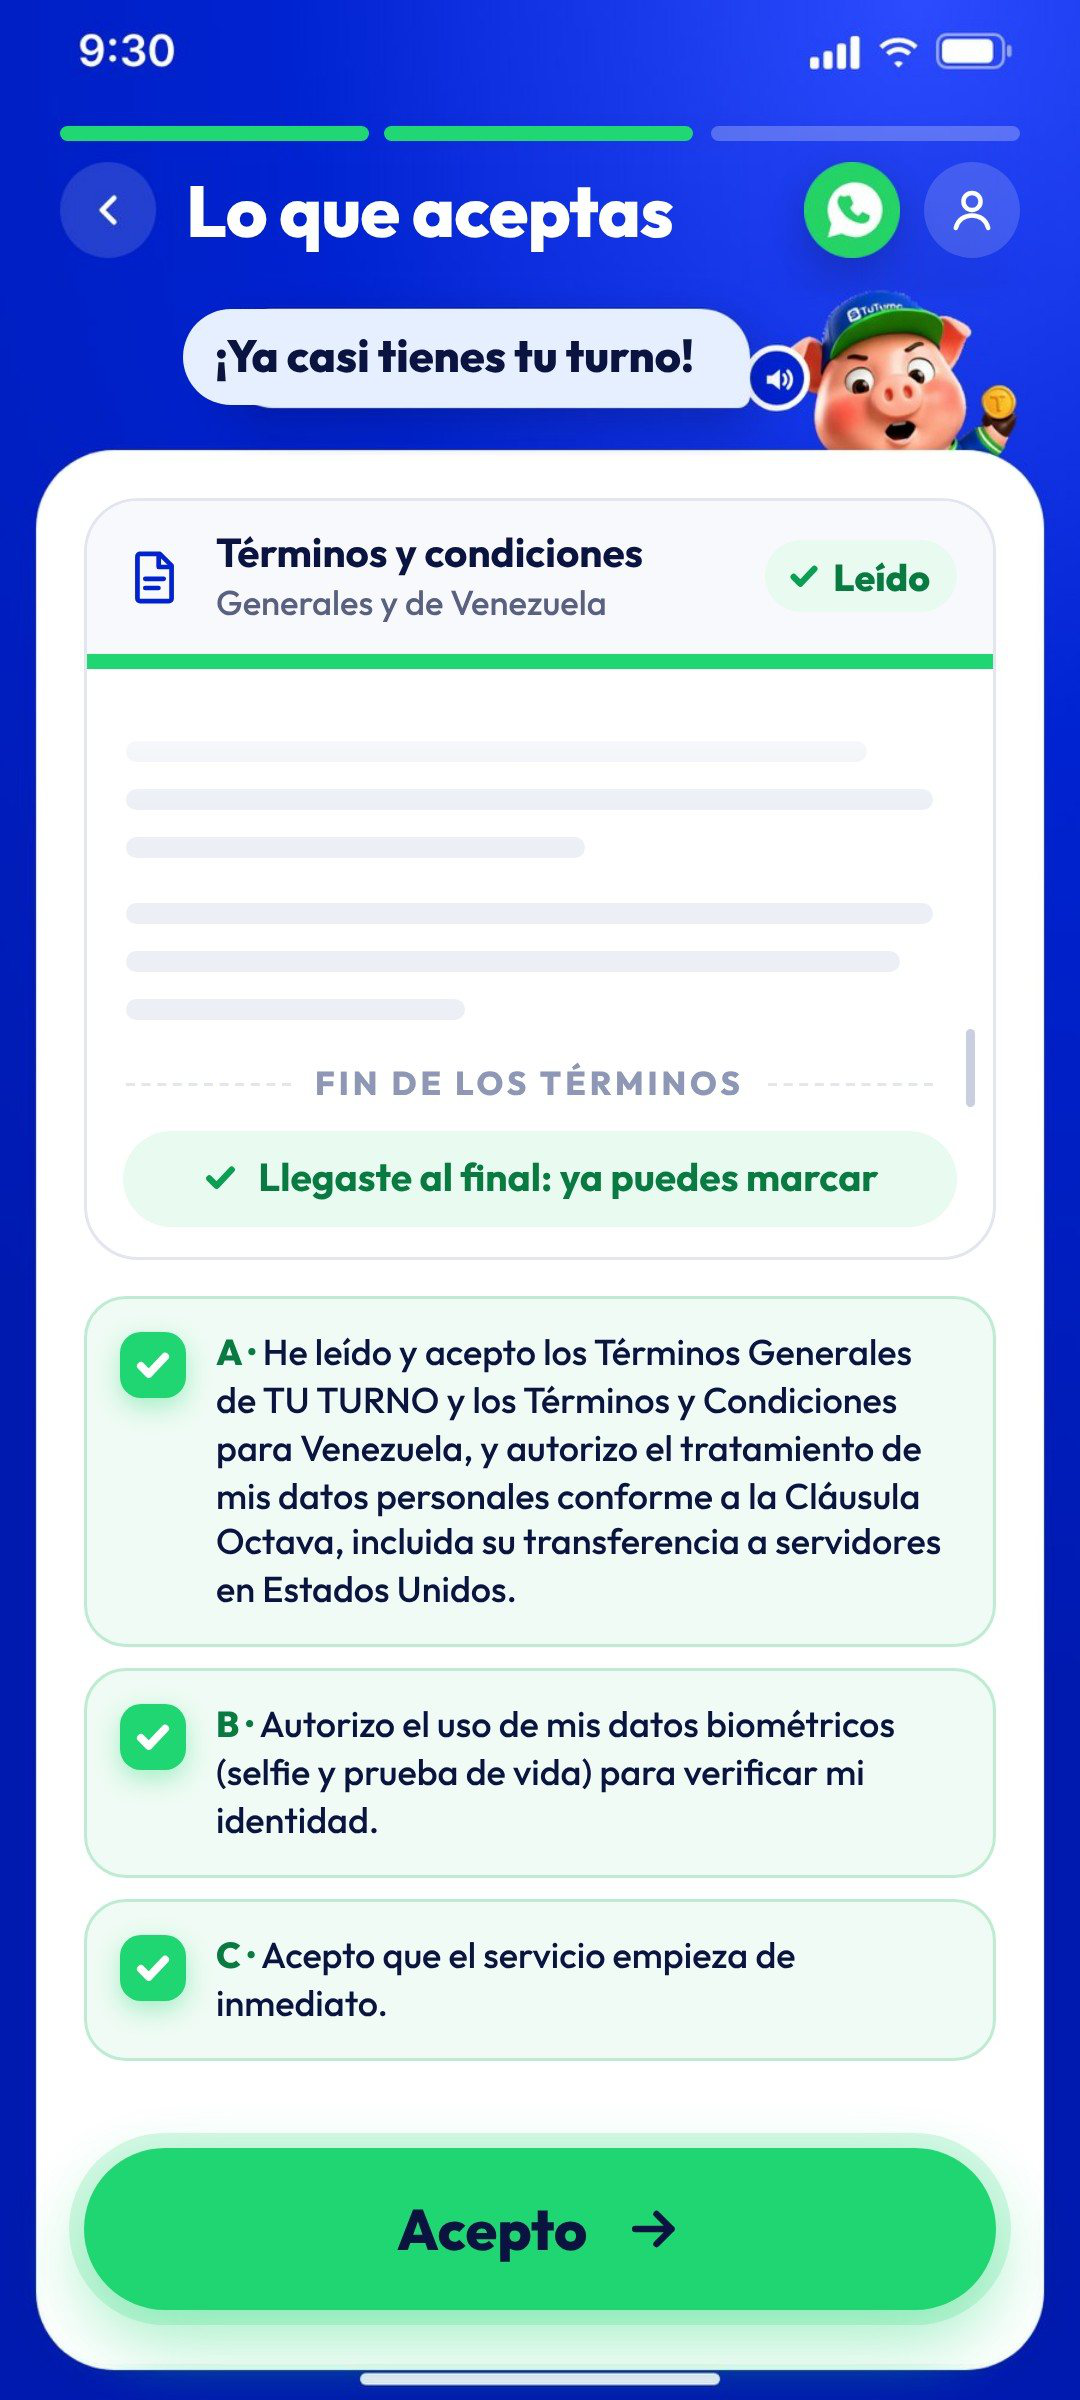 9:30
Lo que aceptas
¡Ya casi tienes tu turno!
TuTurno
Términos y condiciones
Generales y de Venezuela
Leído
FIN DE LOS TÉRMINOS
Llegaste al final: ya puedes marcar
A · He leído y acepto los Términos Generales
de TU TURNO y los Términos y Condiciones
para Venezuela, y autorizo el tratamiento de
mis datos personales conforme a la Cláusula
Octava, incluida su transferencia a servidores
en Estados Unidos.
B · Autorizo el uso de mis datos biométricos
(selfie y prueba de vida) para verificar mi
identidad.
C · Acepto que el servicio empieza de
inmediato.
Acepto